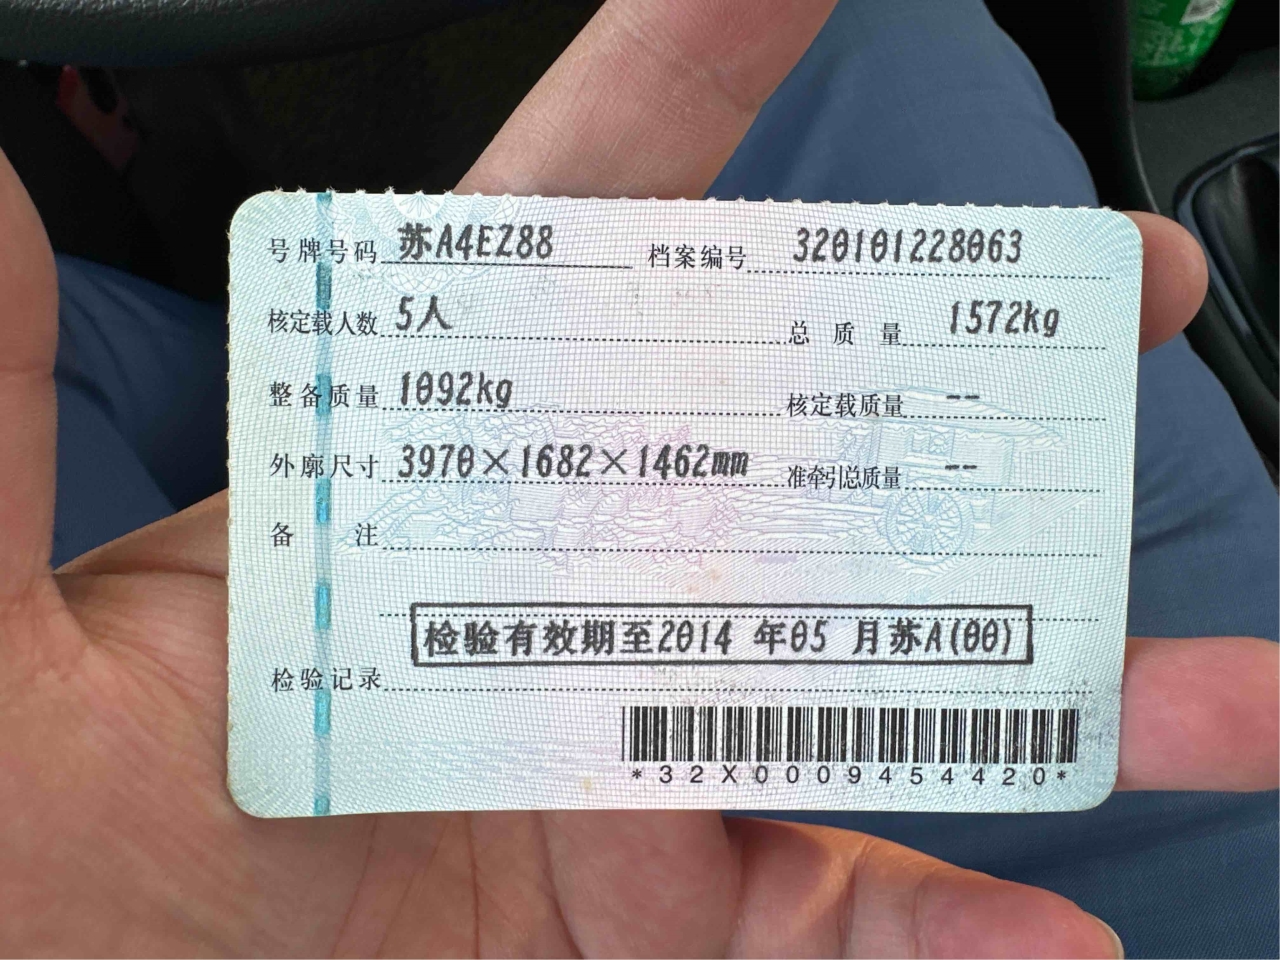 号牌号码 苏A4EZ88 档案编号 320101228063
核定载人数 5人 总质量 1572kg
整备质量 1092kg 核定载质量 --
外廓尺寸 3970×1682×1462mm 准牵引总质量 --
备注
检验有效期至2014 年05 月苏A(00)
检验记录
*32X0009454420*